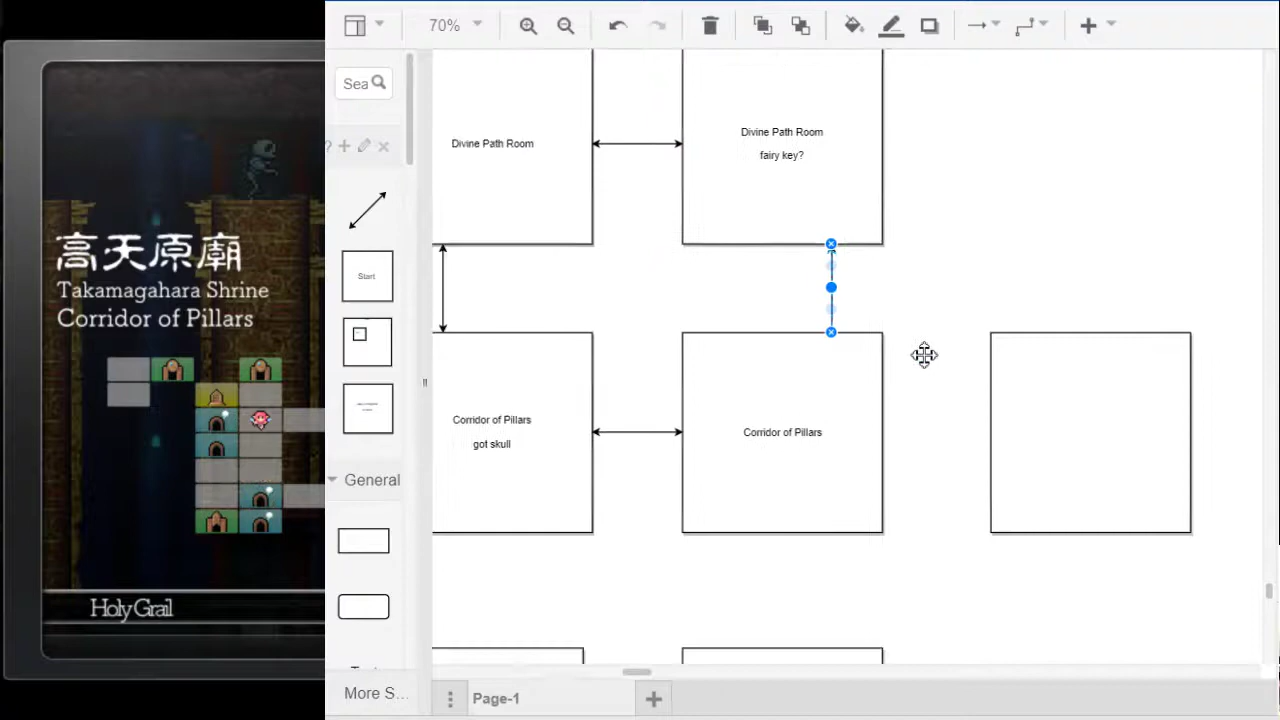 70%
Sea
?
Divine Path Room
Divine Path Room
fairy key?
Start
高天原廟
Takamagahara Shrine
Corridor of Pillars
Corridor of Pillars
got skull
Corridor of Pillars
General
Holy Grail
More S...
Page-1